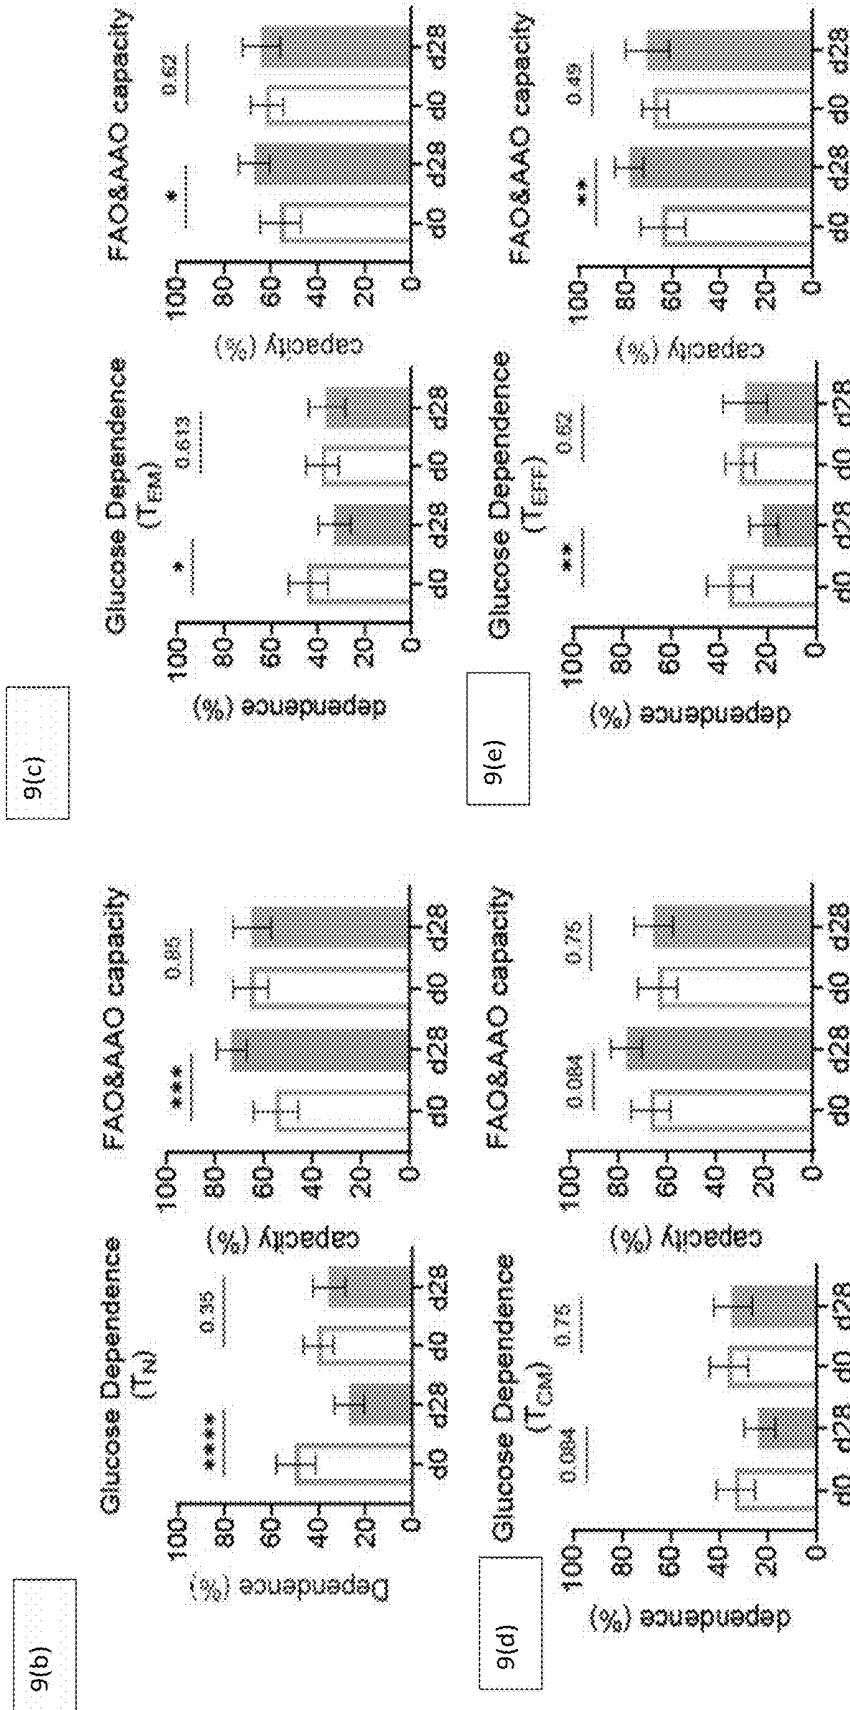 9(b)
Glucose Dependence
(T_N)
Dependence (%)
100
80
60
40
20
0
****
0.35
d0 d28 d0 d28
FAO&AAO capacity
capacity (%)
100
80
60
40
20
0
***
0.85
d0 d28 d0 d28
9(c)
Glucose Dependence
(T_EM)
dependence (%)
100
80
60
40
20
0
*
0.613
d0 d28 d0 d28
FAO&AAO capacity
capacity (%)
100
80
60
40
20
0
*
0.62
d0 d28 d0 d28
9(d)
Glucose Dependence
(T_CM)
dependence (%)
100
80
60
40
20
0
0.084
0.75
d0 d28 d0 d28
FAO&AAO capacity
capacity (%)
100
80
60
40
20
0
0.084
0.75
d0 d28 d0 d28
9(e)
Glucose Dependence
(T_EFF)
dependence (%)
100
80
60
40
20
0
**
0.62
d0 d28 d0 d28
FAO&AAO capacity
capacity (%)
100
80
60
40
20
0
**
0.49
d0 d28 d0 d28